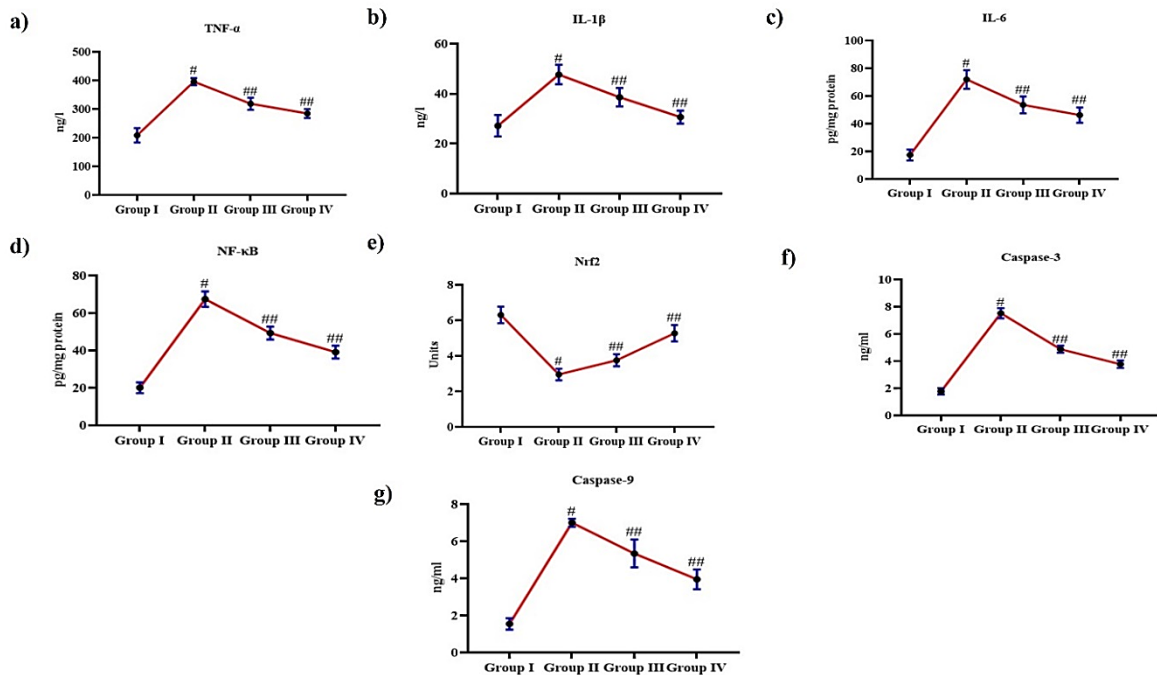 a)
TNF-α
ng/l
500
400
300
200
100
0
#
##
##
Group I Group II Group III Group IV
b)
IL-1β
ng/l
60
40
20
0
#
##
##
Group I Group II Group III Group IV
c)
IL-6
pg/mg protein
100
80
60
40
20
0
#
##
##
Group I Group II Group III Group IV
d)
NF-κB
pg/mg protein
80
60
40
20
0
#
##
##
Group I Group II Group III Group IV
e)
Nrf2
Units
8
6
4
2
0
#
##
##
Group I Group II Group III Group IV
f)
Caspase-3
ng/ml
10
8
6
4
2
0
#
##
##
Group I Group II Group III Group IV
g)
Caspase-9
ng/ml
8
6
4
2
0
#
##
##
Group I Group II Group III Group IV